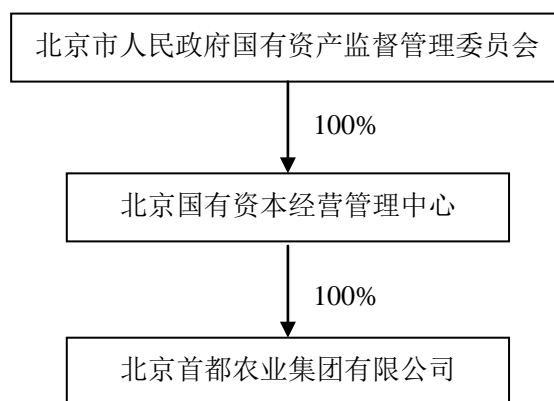 北京市人民政府国有资产监督管理委员会
100%
北京国有资本经营管理中心
100%
北京首都农业集团有限公司